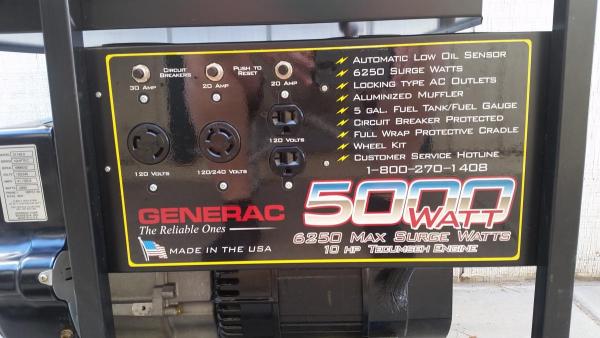 CIRCUIT BREAKERS
PUSH TO RESET
30 AMP
20 AMP
20 AMP
120 VOLTS
120 VOLTS
120/240 VOLTS
AUTOMATIC LOW OIL SENSOR
6250 SURGE WATTS
LOCKING TYPE AC OUTLETS
ALUMINIZED MUFFLER
5 GAL. FUEL TANK/FUEL GAUGE
CIRCUIT BREAKER PROTECTED
FULL WRAP PROTECTIVE CRADLE
WHEEL KIT
CUSTOMER SERVICE HOTLINE
1-800-270-1408
GENERAC
The Reliable Ones
MADE IN THE USA
5000 WATT
6250 MAX SURGE WATTS
10 HP TECUMSEH ENGINE